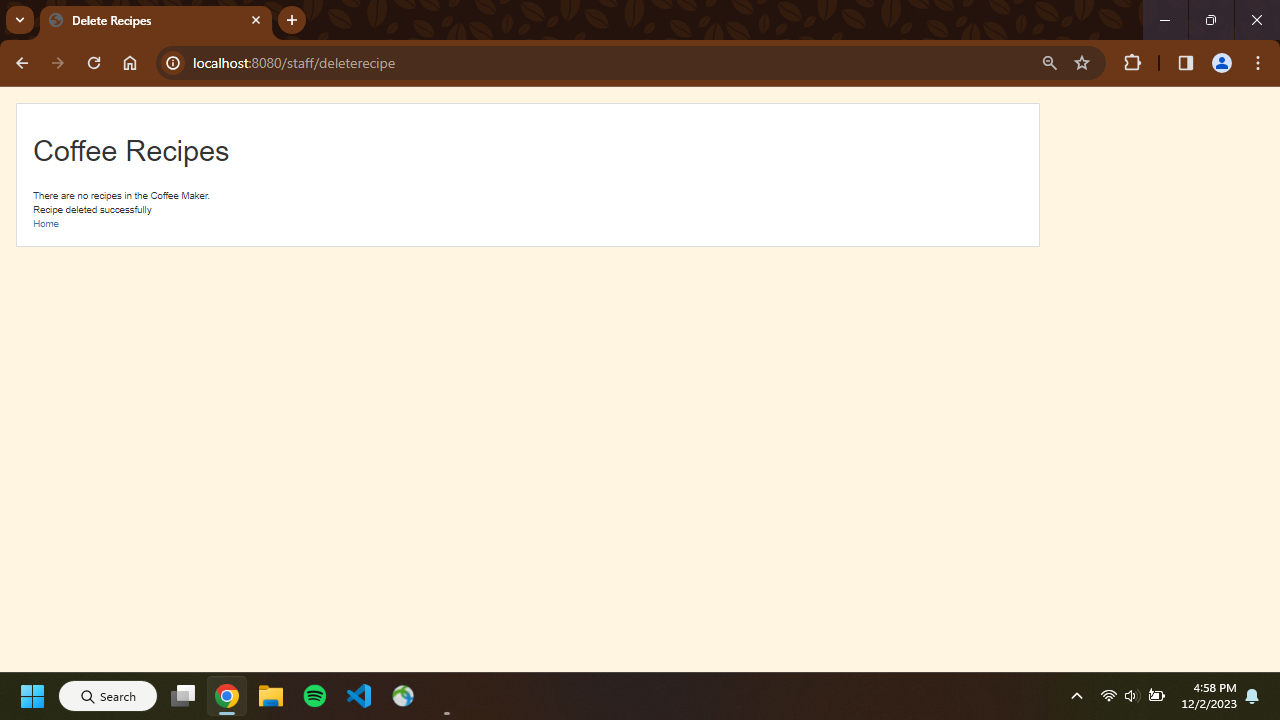 Delete Recipes
localhost:8080/staff/deleterecipe
Coffee Recipes
There are no recipes in the Coffee Maker.
Recipe deleted successfully
Home
Search
4:58 PM
12/2/2023